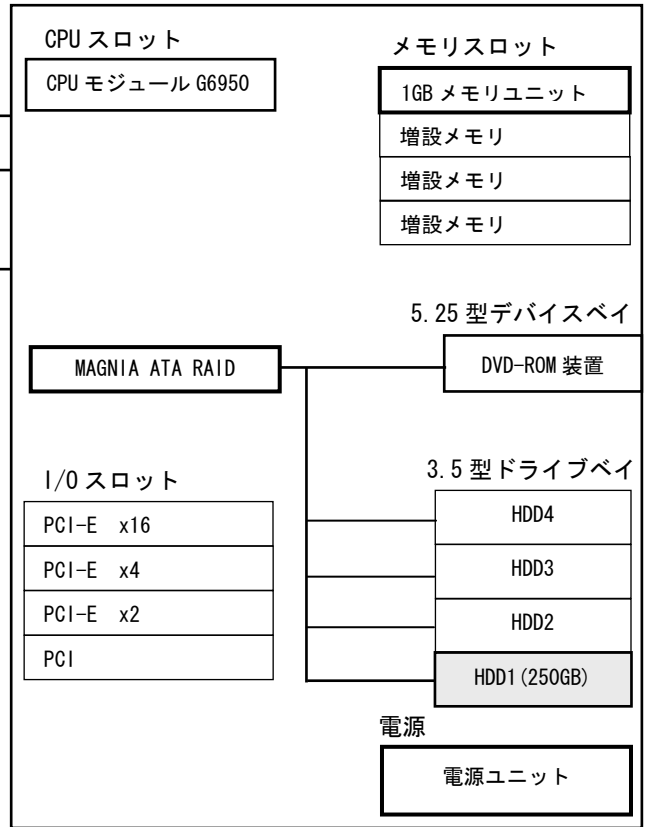 CPU スロット
CPU モジュール G6950
メモリスロット
1GB メモリユニット
増設メモリ
増設メモリ
増設メモリ
5.25 型デバイスベイ
MAGNIA ATA RAID
DVD-ROM 装置
I/O スロット
PCI-E x16
PCI-E x4
PCI-E x2
PCI
3.5 型ドライブベイ
HDD4
HDD3
HDD2
HDD1(250GB)
電源
電源ユニット